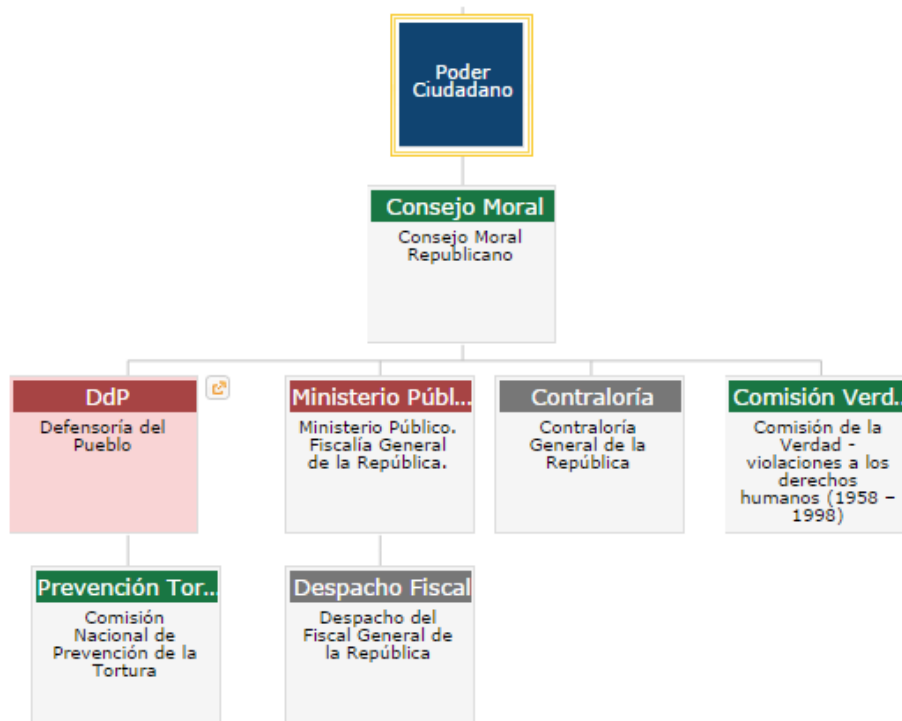 Poder
Ciudadano
Consejo Moral
Consejo Moral
Republicano
DdP
Defensoría del
Pueblo
Ministerio Públ...
Ministerio Público.
Fiscalía General
de la República.
Contraloría
Contraloría
General de la
República
Comisión Verd..
Comisión de la
Verdad -
violaciones a los
derechos
humanos (1958 –
1998)
Prevención Tor...
Comisión
Nacional de
Prevención de la
Tortura
Despacho Fiscal
Despacho del
Fiscal General de
la República